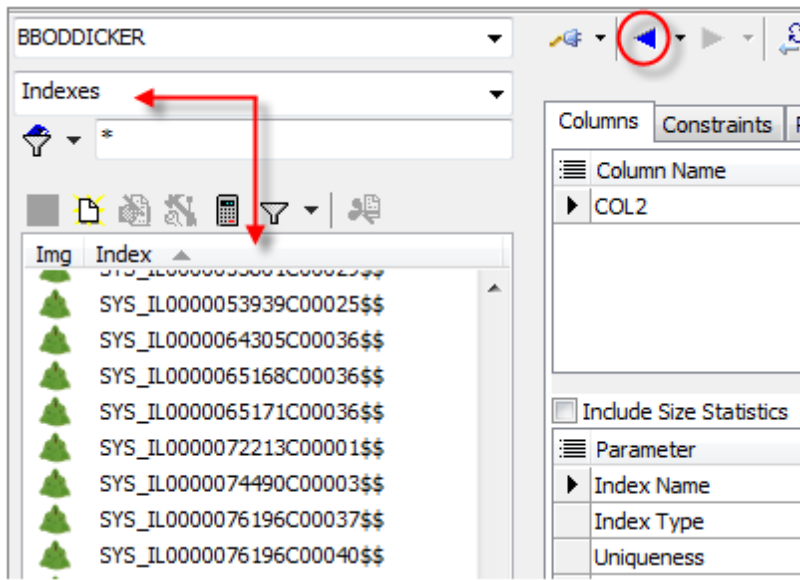 BBODDICKER
Indexes
*
Img Index
SYS_IL0000053939C00025$$
SYS_IL0000064305C00036$$
SYS_IL0000065168C00036$$
SYS_IL0000065171C00036$$
SYS_IL0000072213C00001$$
SYS_IL0000074490C00003$$
SYS_IL0000076196C00037$$
SYS_IL0000076196C00040$$
Columns Constraints
Column Name
COL2
Include Size Statistics
Parameter
Index Name
Index Type
Uniqueness